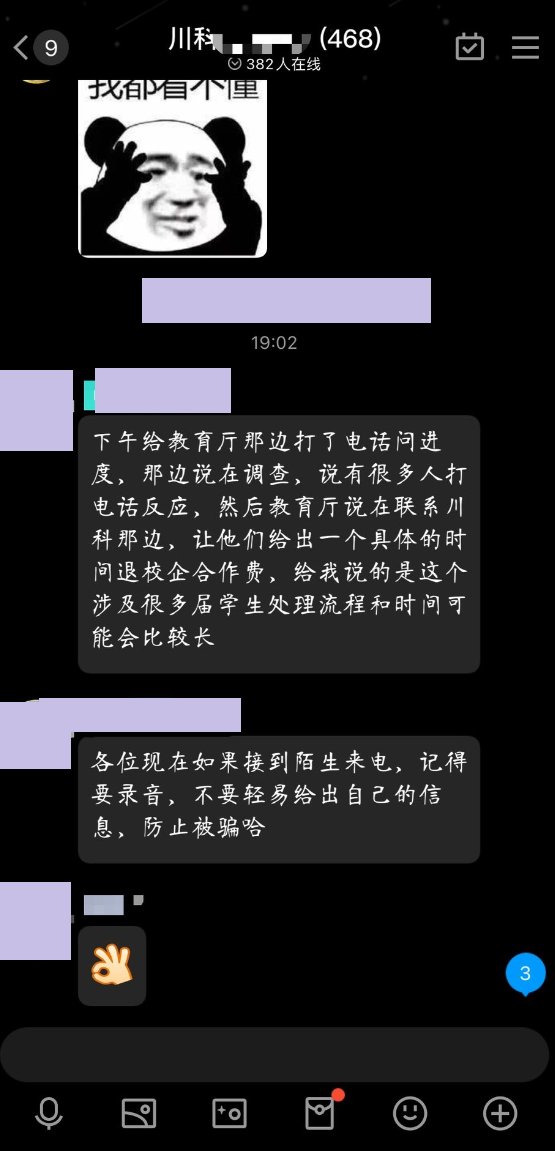 9
川科 (468)
382人在线
我都看不懂
19:02
下午给教育厅那边打了电话问进
度，那边说在调查，说有很多人打
电话反应，然后教育厅说在联系川
科那边，让他们给出一个具体的时
间退校企合作费，给我说的是这个
涉及很多届学生处理流程和时间可
能会比较长
各位现在如果接到陌生来电，记得
要录音，不要轻易给出自己的信
息，防止被骗哈
3